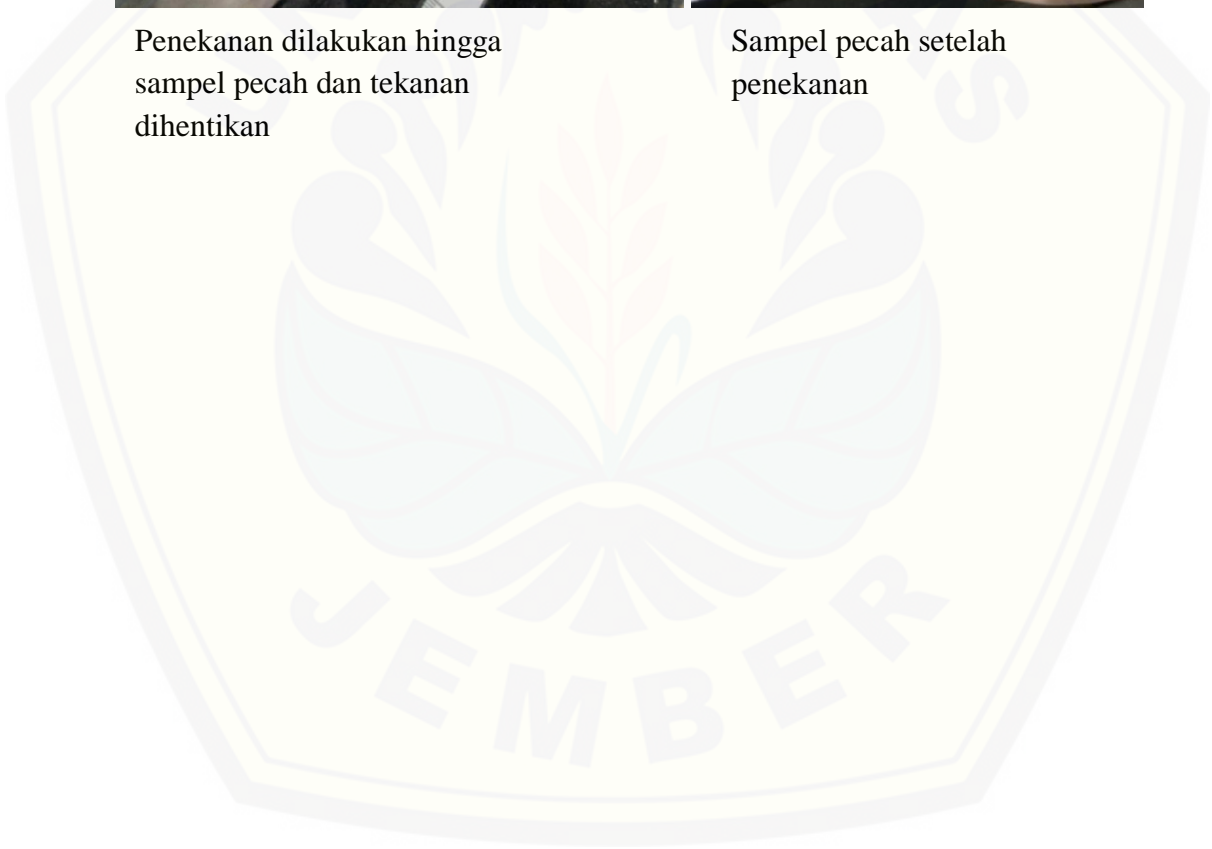 Penekanan dilakukan hingga
sampel pecah dan tekanan
dihentikan
Sampel pecah setelah
penekanan
JEMBER